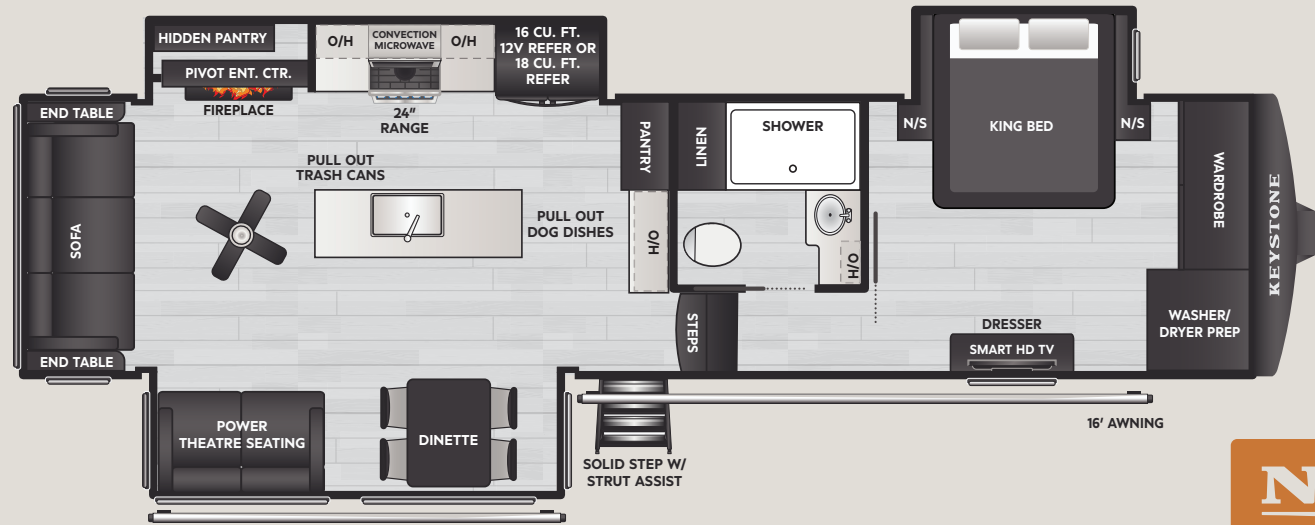 HIDDEN PANTRY
PIVOT ENT. CTR.
FIREPLACE
O/H
CONVECTION
MICROWAVE
O/H
24"
RANGE
16 CU. FT.
12V REFER OR
18 CU. FT.
REFER
END TABLE
SOFA
END TABLE
PULL OUT
TRASH CANS
PULL OUT
DOG DISHES
PANTRY
O/H
LINEN
SHOWER
O/H
STEPS
N/S
KING BED
N/S
WARDROBE
WASHER/
DRYER PREP
KEYSTONE
DRESSER
SMART HD TV
POWER
THEATRE SEATING
DINETTE
SOLID STEP W/
STRUT ASSIST
16' AWNING
N